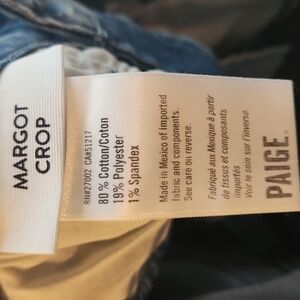 MARGOT
CROP
RN#27002 CA#51217
80% Cotton/Coton
19% Polyester
1% Spandex
Made in Mexico of imported
fabric and components.
See care on reverse.
Fabriqué aux Mexique à partir
de tissus et composants
importés
Voir le soin sur l'inverse.
PAIGE